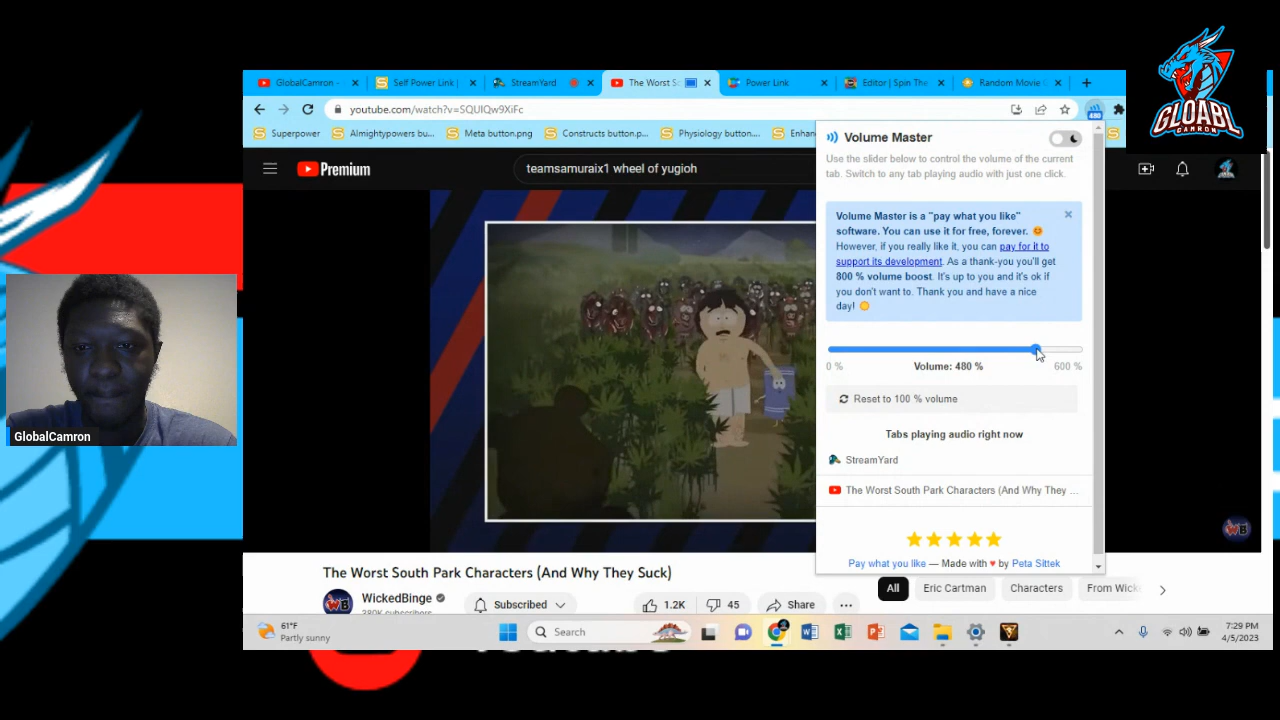 GLOABL
CAMRON
GlobalCamron -
Self Power Link |
StreamYard
The Worst S
Power Link
Editor | Spin The
Random Movie
youtube.com/watch?v=SQUIQw9XiFc
480
Superpower
Almightypowers bu...
Meta button.png
Constructs button.p...
Physiology button....
Enhan
Premium
teamsamuraix1 wheel of yugioh
Volume Master
Use the slider below to control the volume of the current
tab. Switch to any tab playing audio with just one click.
Volume Master is a "pay what you like"
software. You can use it for free, forever. 😊
However, if you really like it, you can pay for it to
support its development. As a thank-you you'll get
800 % volume boost. It's up to you and it's ok if
you don't want to. Thank you and have a nice
day! 🌞
0 %
Volume: 480 %
600 %
Reset to 100 % volume
Tabs playing audio right now
StreamYard
The Worst South Park Characters (And Why They ...
Pay what you like — Made with ♥ by Peta Sittek
GlobalCamron
WB
The Worst South Park Characters (And Why They Suck)
WB
WickedBinge
380K subscribers
Subscribed
1.2K
45
Share
...
All
Eric Cartman
Characters
From Wick
61°F
Partly sunny
Search
7:29 PM
4/5/2023